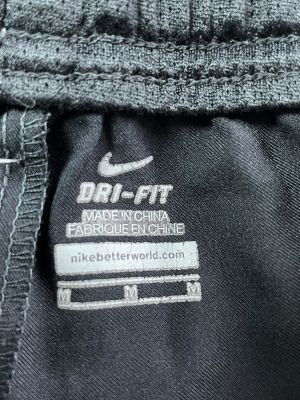 DRI-FIT
MADE IN CHINA
FABRIQUE EN CHINE
nikebetterworld.com
M M M